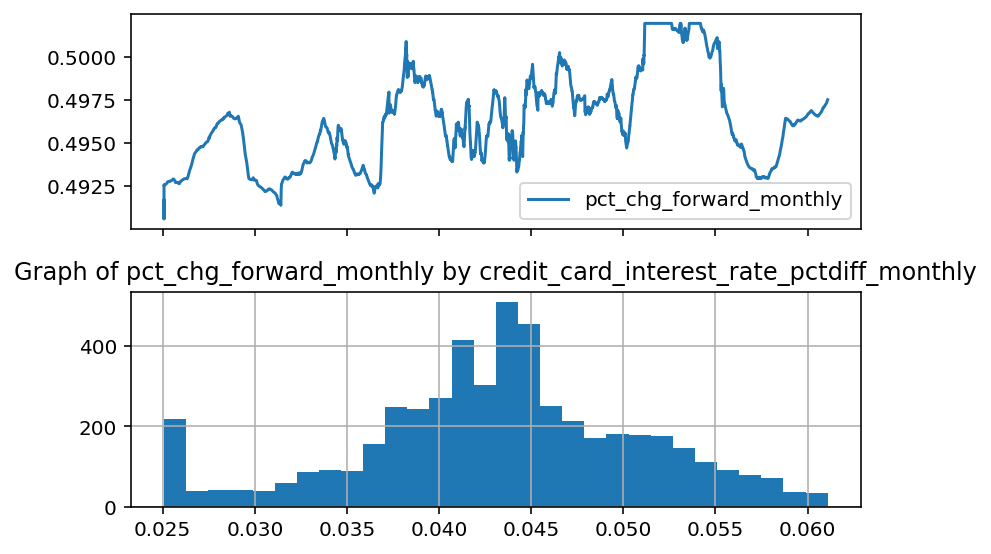 0.5000
0.4975
0.4950
0.4925
pct_chg_forward_monthly
Graph of pct_chg_forward_monthly by credit_card_interest_rate_pctdiff_monthly
400
200
0
0.025 0.030 0.035 0.040 0.045 0.050 0.055 0.060